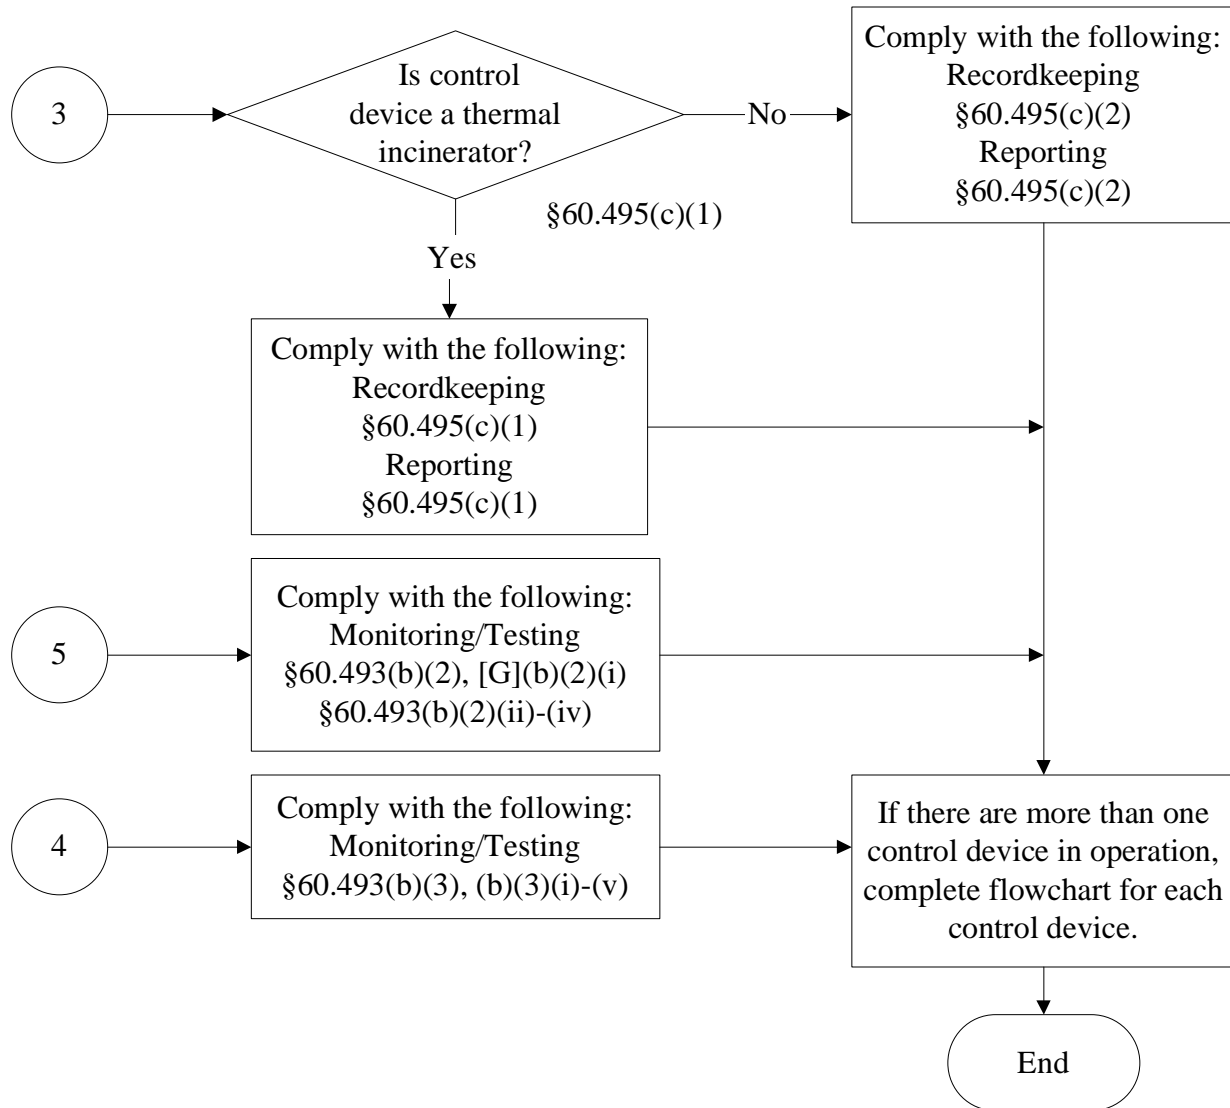 3
Is control
device a thermal
incinerator?
No
Comply with the following:
Recordkeeping
§60.495(c)(2)
Reporting
§60.495(c)(2)
§60.495(c)(1)
Yes
Comply with the following:
Recordkeeping
§60.495(c)(1)
Reporting
§60.495(c)(1)
5
Comply with the following:
Monitoring/Testing
§60.493(b)(2), [G](b)(2)(i)
§60.493(b)(2)(ii)-(iv)
4
Comply with the following:
Monitoring/Testing
§60.493(b)(3), (b)(3)(i)-(v)
If there are more than one
control device in operation,
complete flowchart for each
control device.
End